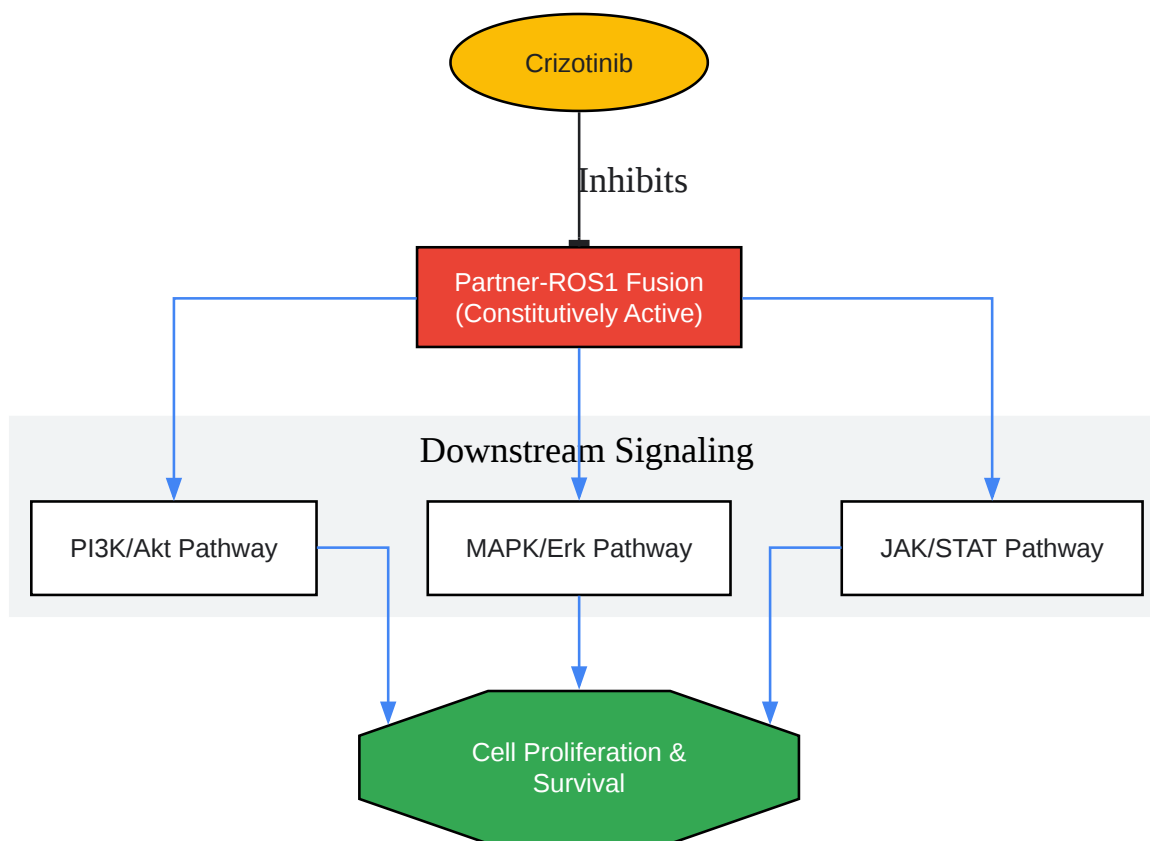 Crizotinib
Inhibits
Partner-ROS1 Fusion
(Constitutively Active)
Downstream Signaling
PI3K/Akt Pathway
MAPK/Erk Pathway
JAK/STAT Pathway
Cell Proliferation &
Survival